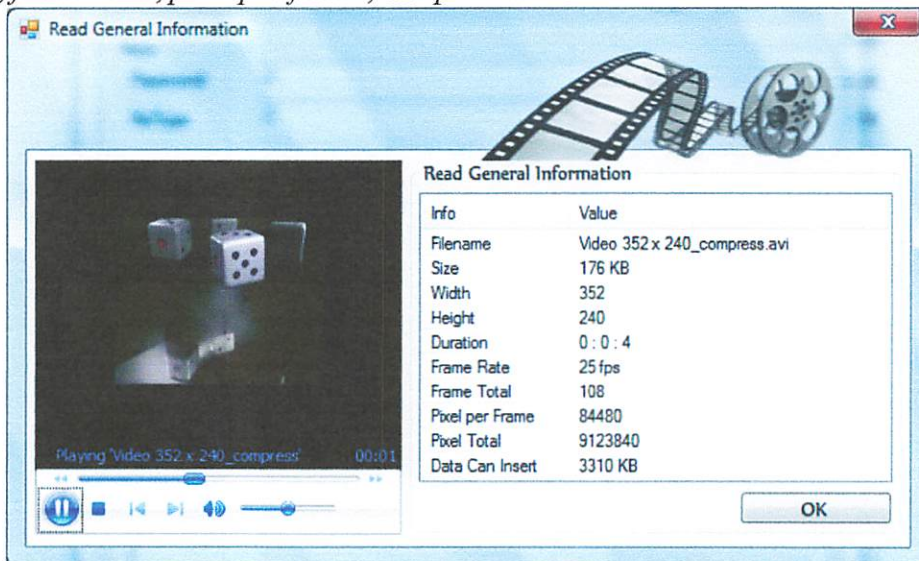 Read General Information
Read General Information
Info Value
Filename Video 352 x 240_compress.avi
Size 176 KB
Width 352
Height 240
Duration 0 : 0 : 4
Frame Rate 25 fps
Frame Total 108
Pixel per Frame 84480
Pixel Total 9123840
Data Can Insert 3310 KB
Playing 'Video 352 x 240_compress' 00:01
OK